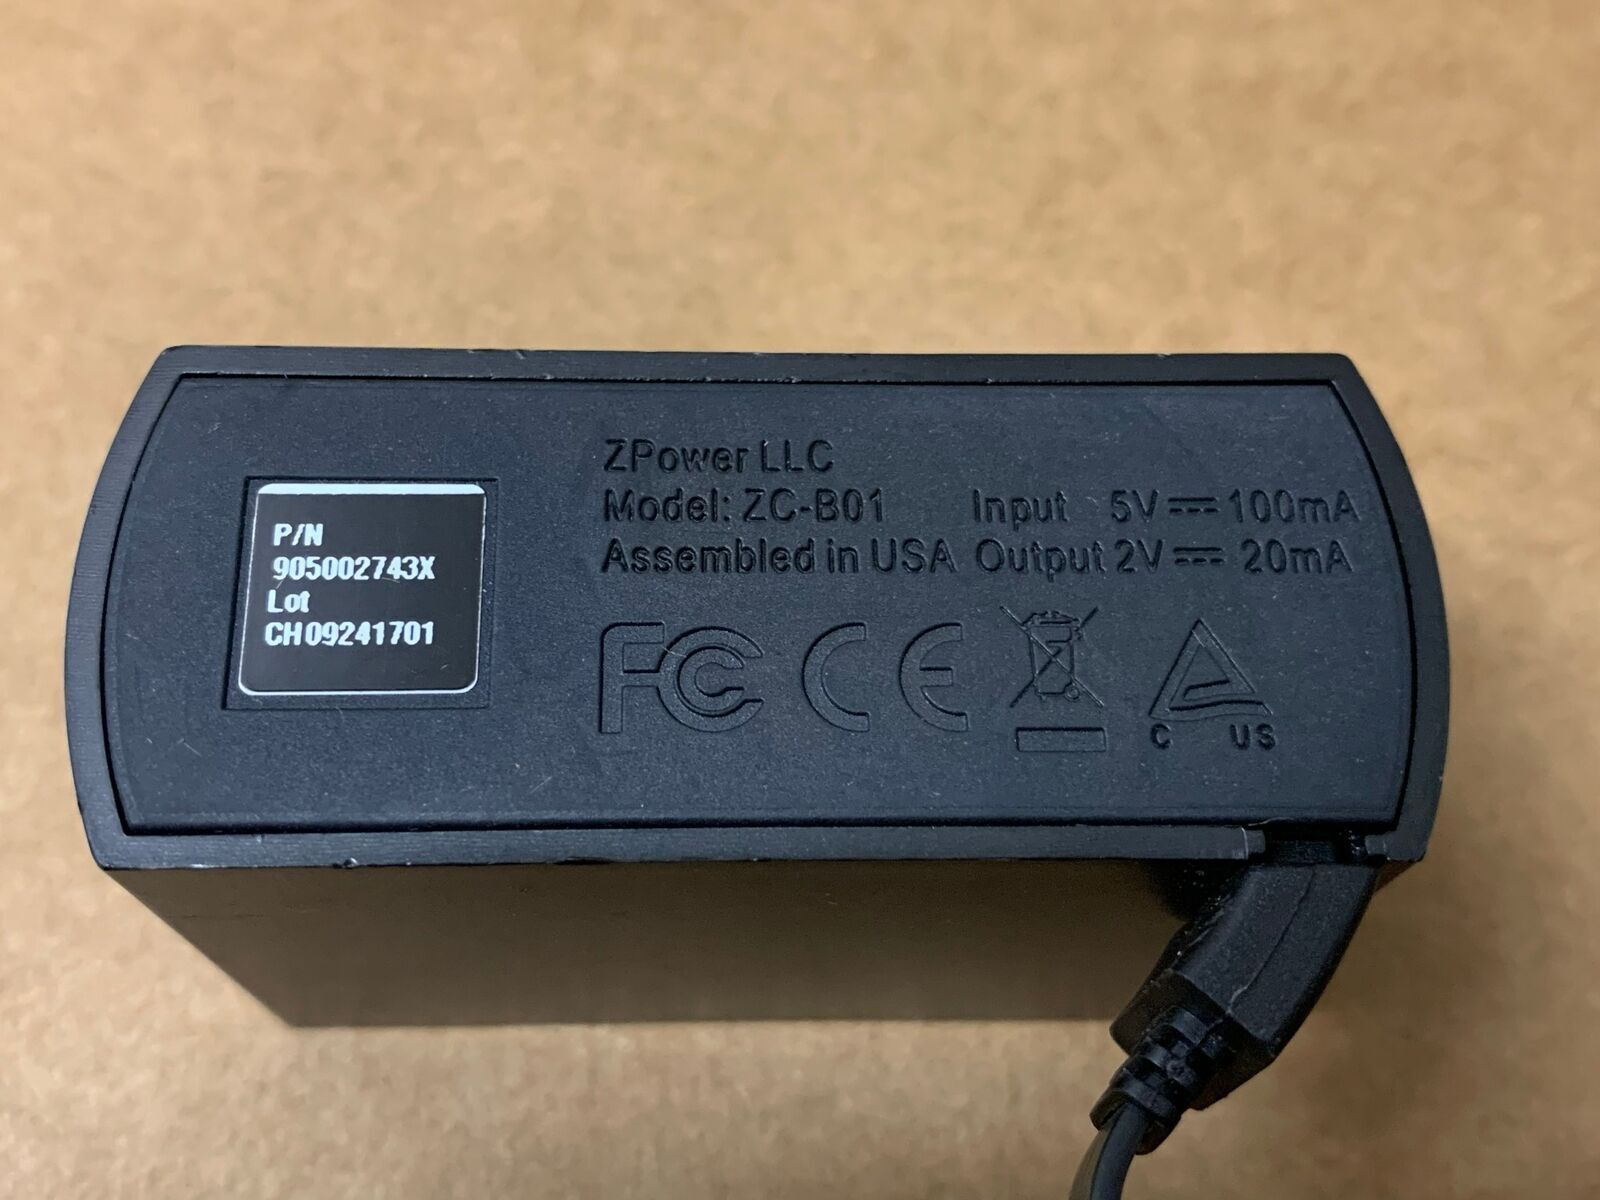 P/N
905002743X
Lot
CH09241701
ZPower LLC
Model: ZC-B01
Assembled in USA
Input 5V 100mA
Output 2V 20mA
FC CE
C US